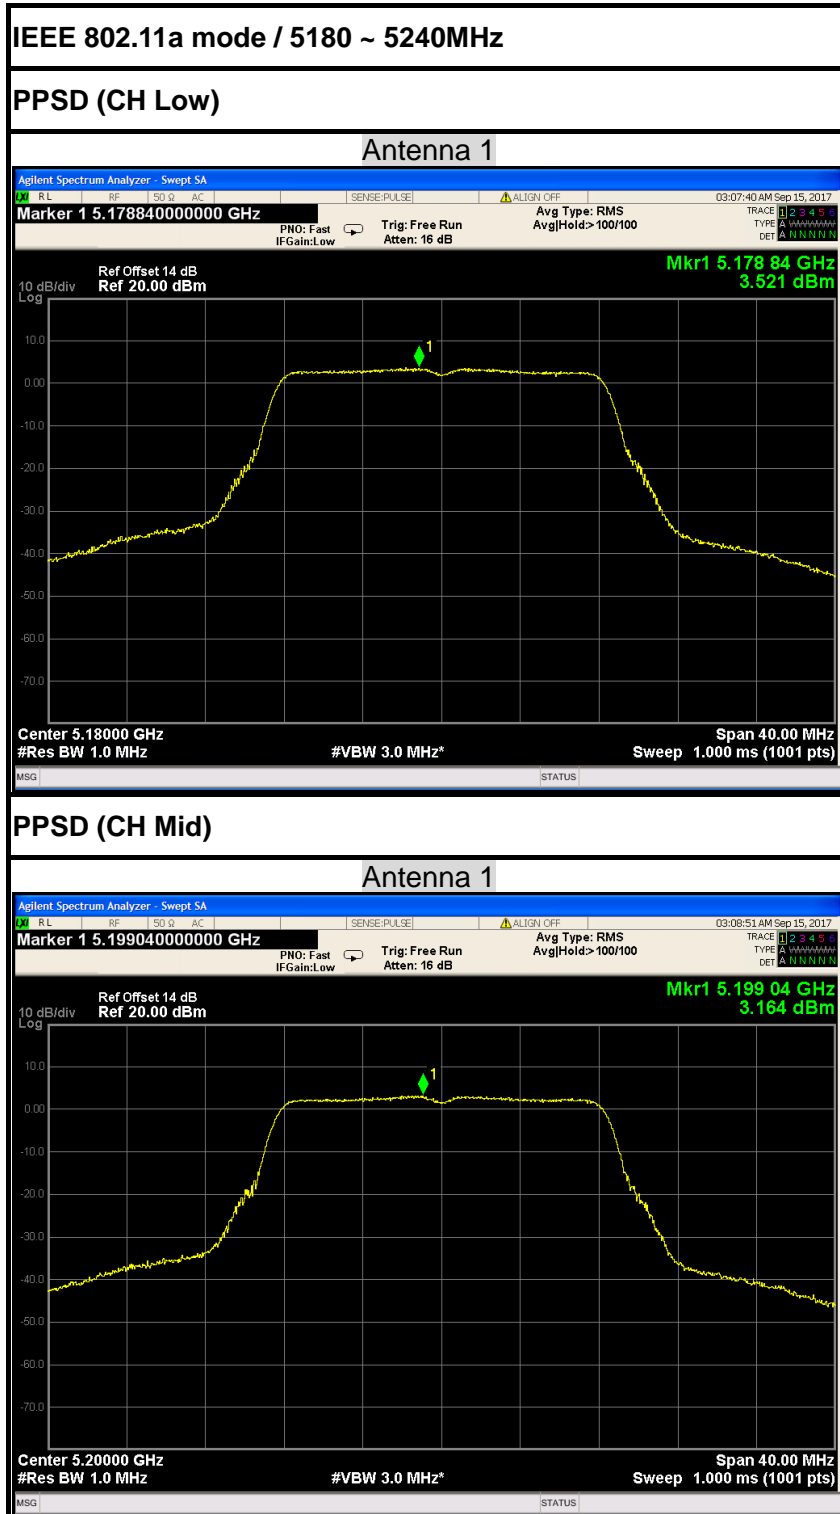 IEEE 802.11a mode / 5180 ~ 5240MHz
PPSD (CH Low)
Antenna 1
Agilent Spectrum Analyzer - Swept SA
LXI RL RF 50 Ω AC SENSE:PULSE ALIGN OFF 03:07:40 AM Sep 15, 2017
Marker 1 5.178840000000 GHz
PNO: Fast
IFGain:Low
Trig: Free Run
Atten: 16 dB
Avg Type: RMS
Avg|Hold:>100/100
TRACE 1 2 3 4 5 6
TYPE A WWWWW
DET A N N N N N
Mkr1 5.178 84 GHz
3.521 dBm
Ref Offset 14 dB
10 dB/div Ref 20.00 dBm
Log
1
10.0
0.00
-10.0
-20.0
-30.0
-40.0
-50.0
-60.0
-70.0
Center 5.18000 GHz Span 40.00 MHz
#Res BW 1.0 MHz #VBW 3.0 MHz* Sweep 1.000 ms (1001 pts)
MSG STATUS
PPSD (CH Mid)
Antenna 1
Agilent Spectrum Analyzer - Swept SA
LXI RL RF 50 Ω AC SENSE:PULSE ALIGN OFF 03:08:51 AM Sep 15, 2017
Marker 1 5.199040000000 GHz
PNO: Fast
IFGain:Low
Trig: Free Run
Atten: 16 dB
Avg Type: RMS
Avg|Hold:>100/100
TRACE 1 2 3 4 5 6
TYPE A WWWWW
DET A N N N N N
Mkr1 5.199 04 GHz
3.164 dBm
Ref Offset 14 dB
10 dB/div Ref 20.00 dBm
Log
1
10.0
0.00
-10.0
-20.0
-30.0
-40.0
-50.0
-60.0
-70.0
Center 5.20000 GHz Span 40.00 MHz
#Res BW 1.0 MHz #VBW 3.0 MHz* Sweep 1.000 ms (1001 pts)
MSG STATUS